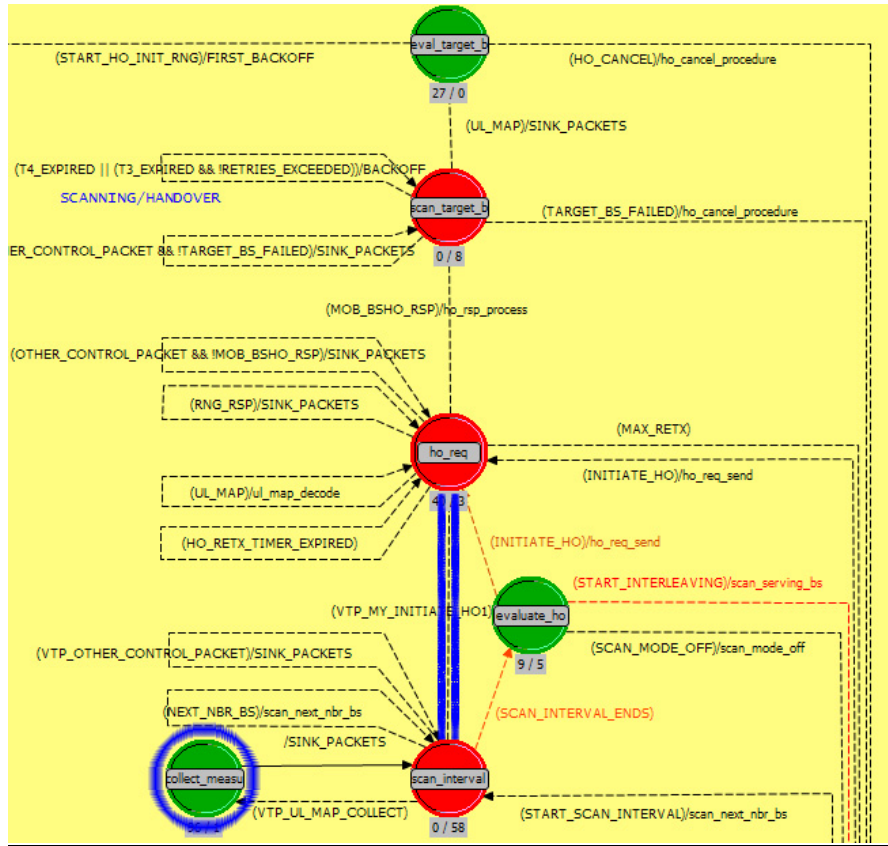 eval_target_b
(START_HO_INIT_RNG)/FIRST_BACKOFF
(HO_CANCEL)/ho_cancel_procedure
27 / 0
(UL_MAP)/SINK_PACKETS
(T4_EXPIRED || (T3_EXPIRED && !RETRIES_EXCEEDED))/BACKOFF
SCANNING/HANDOVER
scan_target_b
(TARGET_BS_FAILED)/ho_cancel_procedure
ER_CONTROL_PACKET && !TARGET_BS_FAILED)/SINK_PACKETS
0 / 8
(MOB_BSHO_RSP)/ho_rsp_process
(OTHER_CONTROL_PACKET && !MOB_BSHO_RSP)/SINK_PACKETS
(RNG_RSP)/SINK_PACKETS
(MAX_RETX)
ho_req
(INITIATE_HO)/ho_req_send
(UL_MAP)/ul_map_decode
(HO_RETX_TIMER_EXPIRED)
(INITIATE_HO)/ho_req_send
(START_INTERLEAVING)/scan_serving_bs
(VTP_MY_INITIATE_HO1)
evaluate_ho
(VTP_OTHER_CONTROL_PACKET)/SINK_PACKETS
(SCAN_MODE_OFF)/scan_mode_off
9 / 5
(NEXT_NBR_BS)/scan_next_nbr_bs
(SCAN_INTERVAL_ENDS)
/SINK_PACKETS
collect_measu
scan_interval
(VTP_UL_MAP_COLLECT)
(START_SCAN_INTERVAL)/scan_next_nbr_bs
0 / 58